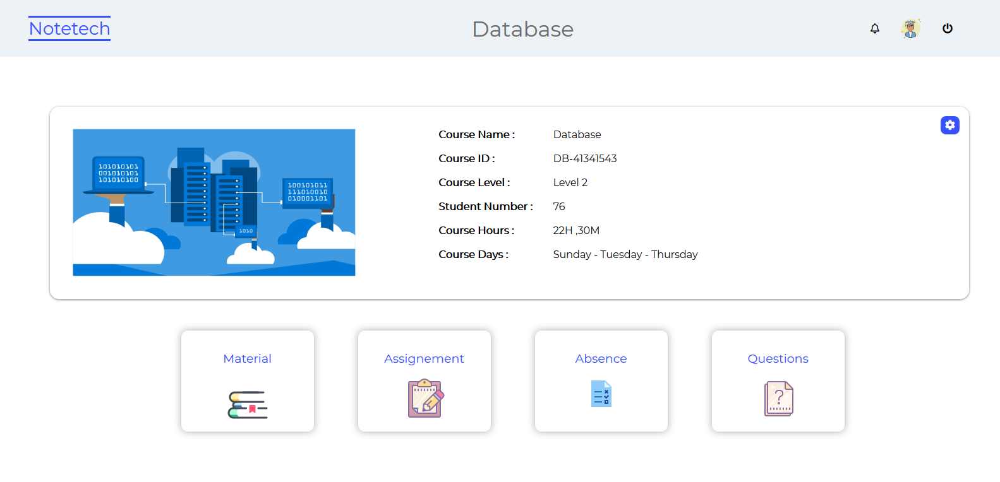 Notetech
Database
Course Name : Database
Course ID : DB-41341543
Course Level : Level 2
Student Number : 76
Course Hours : 22H ,30M
Course Days : Sunday - Tuesday - Thursday
101010101
001010101
101010100
100101011
111010010
010001101
1010
Material
Assignement
Absence
Questions
?